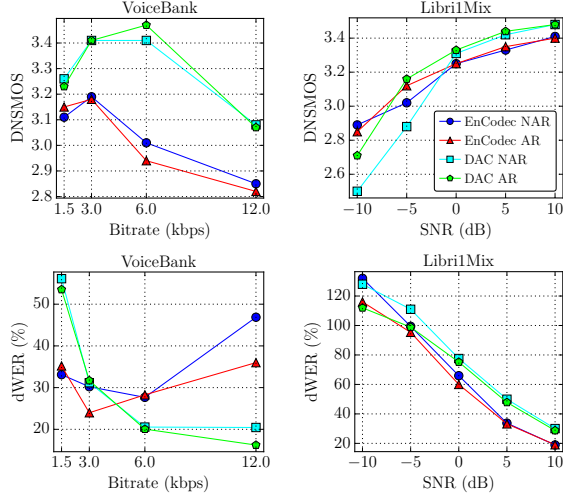 VoiceBank
3.4
3.3
3.2
3.1
3.0
2.9
2.8
DNSMOS
1.5 3.0 6.0 12.0
Bitrate (kbps)
Libri1Mix
3.4
3.2
3.0
2.8
2.6
DNSMOS
EnCodec NAR
EnCodec AR
DAC NAR
DAC AR
−10 −5 0 5 10
SNR (dB)
VoiceBank
50
40
30
20
dWER (%)
1.5 3.0 6.0 12.0
Bitrate (kbps)
Libri1Mix
120
100
80
60
40
20
dWER (%)
−10 −5 0 5 10
SNR (dB)